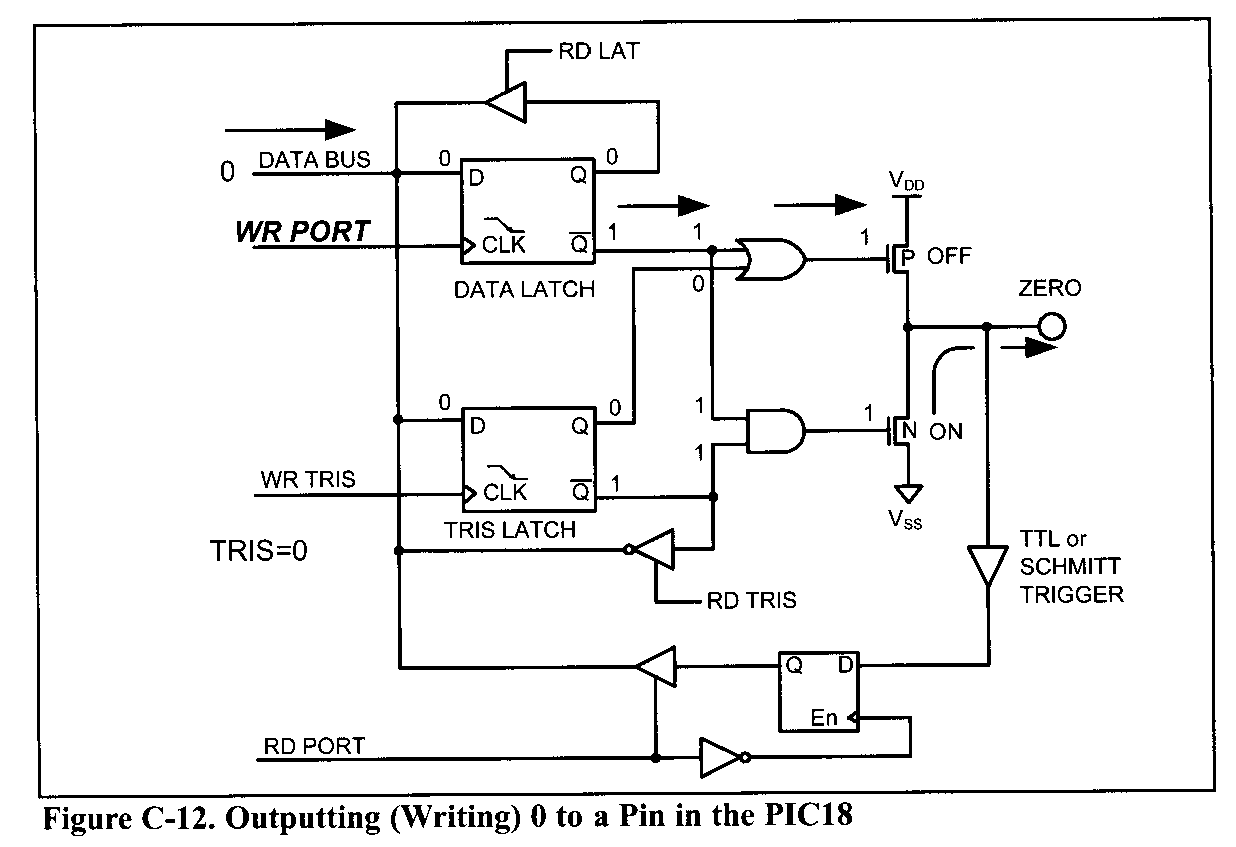 RD LAT
DATA BUS 0 0
0
D Q
VDD
WR PORT
CLK Q 1 1 1
P OFF
DATA LATCH 0
ZERO
0 0
D Q 1 1
N ON
1
WR TRIS
CLK Q 1
VSS
TRIS LATCH
TRIS=0
TTL or
SCHMITT
TRIGGER
RD TRIS
Q D
En
RD PORT
Figure C-12. Outputting (Writing) 0 to a Pin in the PIC18